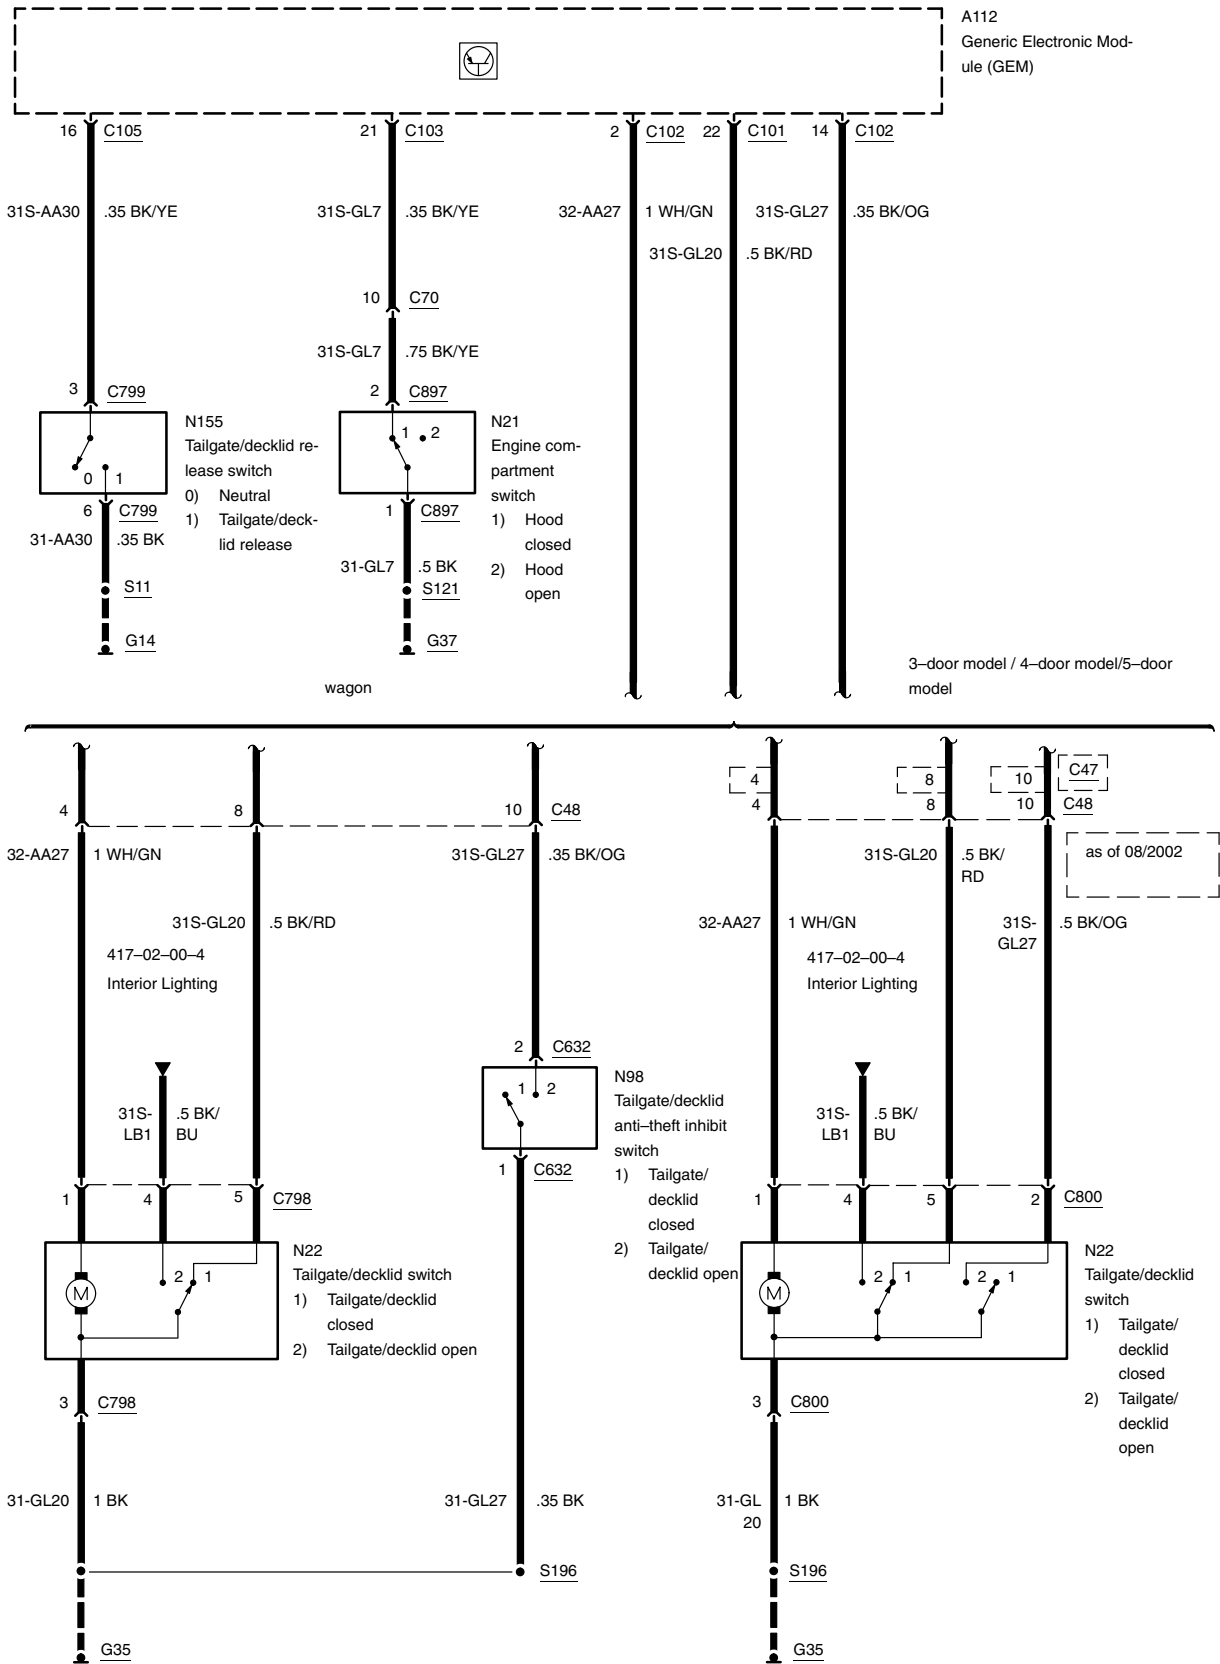 A112
Generic Electronic Mod-
ule (GEM)
16 C105 21 C103 2 C102 22 C101 14 C102
31S-AA30 .35 BK/YE 31S-GL7 .35 BK/YE 32-AA27 1 WH/GN 31S-GL27 .35 BK/OG
31S-GL20 .5 BK/RD
10 C70
31S-GL7 .75 BK/YE
3 C799 2 C897
N155
Tailgate/decklid re-
lease switch
0) Neutral
1) Tailgate/deck-
lid release
0 1
1 2
N21
Engine com-
partment
switch
1) Hood
closed
2) Hood
open
6 C799 1 C897
31-AA30 .35 BK 31-GL7 .5 BK
S11 S121
G14 G37
wagon
3–door model / 4–door model/5–door
model
4 8 10 C47
4 8 10 C48 4 8 10 C48
as of 08/2002
32-AA27 1 WH/GN 31S-GL27 .35 BK/OG 31S-GL20 .5 BK/
RD
31S-GL20 .5 BK/RD 32-AA27 1 WH/GN 31S-
GL27 .5 BK/OG
417–02–00–4
Interior Lighting
417–02–00–4
Interior Lighting
2 C632
1 2
N98
Tailgate/decklid
anti–theft inhibit
switch
1) Tailgate/
decklid
closed
2) Tailgate/
decklid open
31S-
LB1
.5 BK/
BU
31S-
LB1
.5 BK/
BU
1 C632
1 4 5 C798 1 4 5 2 C800
M 2 1
N22
Tailgate/decklid switch
1) Tailgate/decklid
closed
2) Tailgate/decklid open
M 2 1 2 1
N22
Tailgate/decklid
switch
1) Tailgate/
decklid
closed
2) Tailgate/
decklid
open
3 C798 3 C800
31-GL20 1 BK 31-GL27 .35 BK 31-GL
20 1 BK
S196 S196
G35 G35